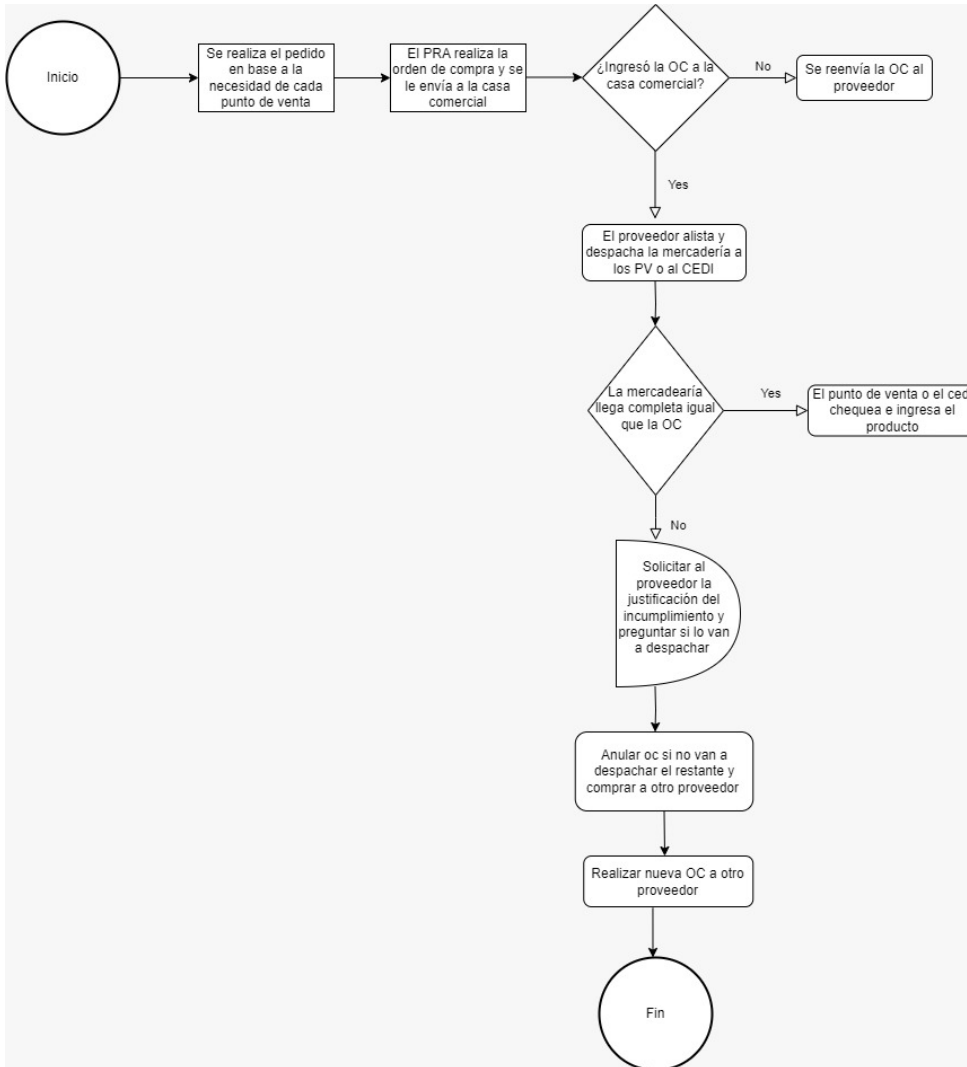 Inicio
Se realiza el pedido
en base a la
necesidad de cada
punto de venta
El PRA realiza la
orden de compra y se
le envía a la casa
comercial
¿Ingresó la OC a la
casa comercial?
No
Se reenvía la OC al
proveedor
Yes
El proveedor alista y
despacha la mercadería a
los PV o al CEDI
La
mercadearía
llega completa igual
que la OC
Yes
El punto de venta o el cedi
chequea e ingresa el
producto
No
Solicitar al
proveedor la
justificación del
incumplimiento y
preguntar si lo van
a despachar
Anular oc si no van a
despachar el restante y
comprar a otro proveedor
Realizar nueva OC a otro
proveedor
Fin